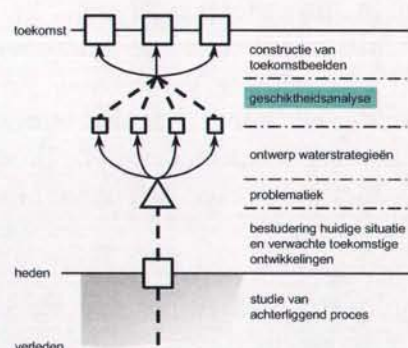 toekomst
constructie van
toekomstbeelden
geschiktheidsanalyse
ontwerp waterstrategieën
problematiek
bestudering huidige situatie
en verwachte toekomstige
ontwikkelingen
heden
studie van
achterliggend proces
verleden